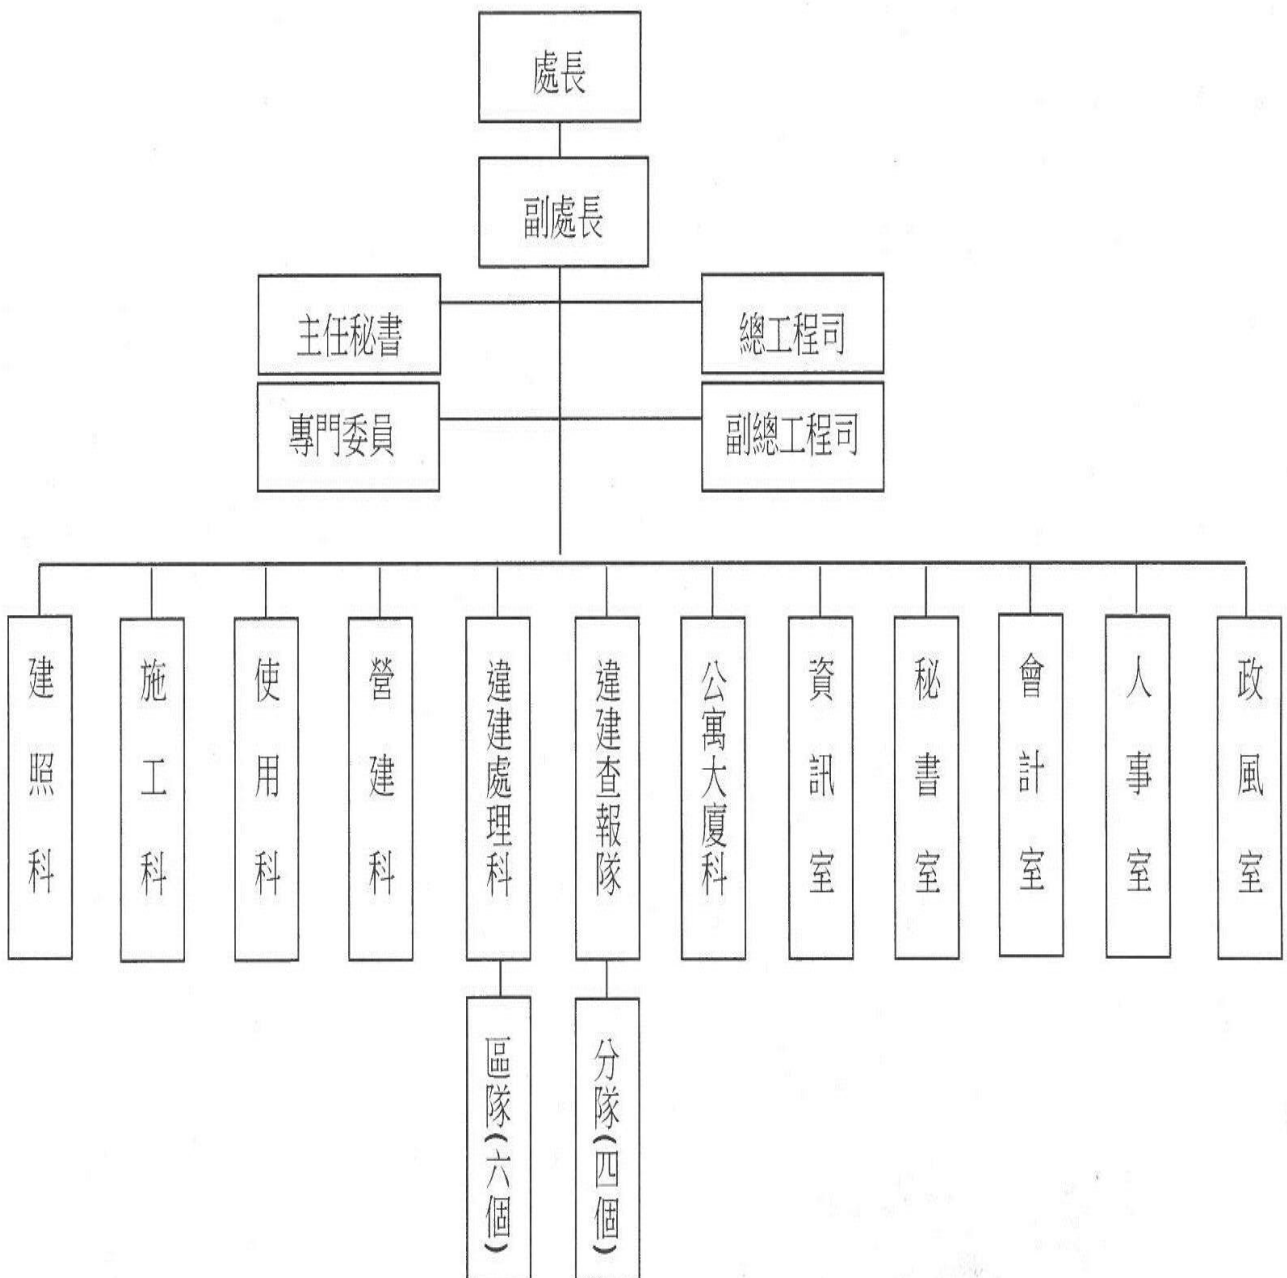 處長
副處長
主任秘書
總工程司
專門委員
副總工程司
建照科
施工科
使用科
營建科
違建處理科
違建查報隊
公寓大廈科
資訊室
秘書室
會計室
人事室
政風室
區隊(六個)
分隊(四個)